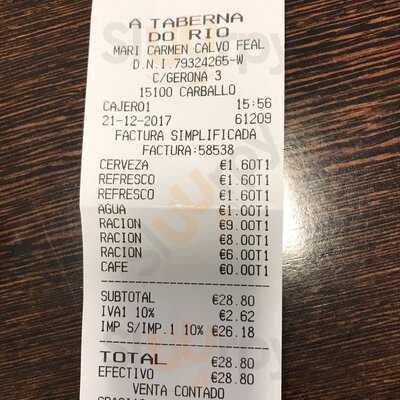 A TABERNA
DO RIO
MARI CARMEN CALVO FEAL
D.N.I.79324265-W
C/GERONA 3
15100 CARBALLO
CAJERO1 15:56
21-12-2017 61209
FACTURA SIMPLIFICADA
FACTURA:58538
CERVEZA €1.60T1
REFRESCO €1.60T1
REFRESCO €1.60T1
AGUA €1.00T1
RACION €9.00T1
RACION €8.00T1
RACION €6.00T1
CAFE €0.00T1
SUBTOTAL €28.80
IVA1 10% €2.62
IMP S/IMP.1 10% €26.18
TOTAL €28.80
EFECTIVO €28.80
VENTA CONTADO